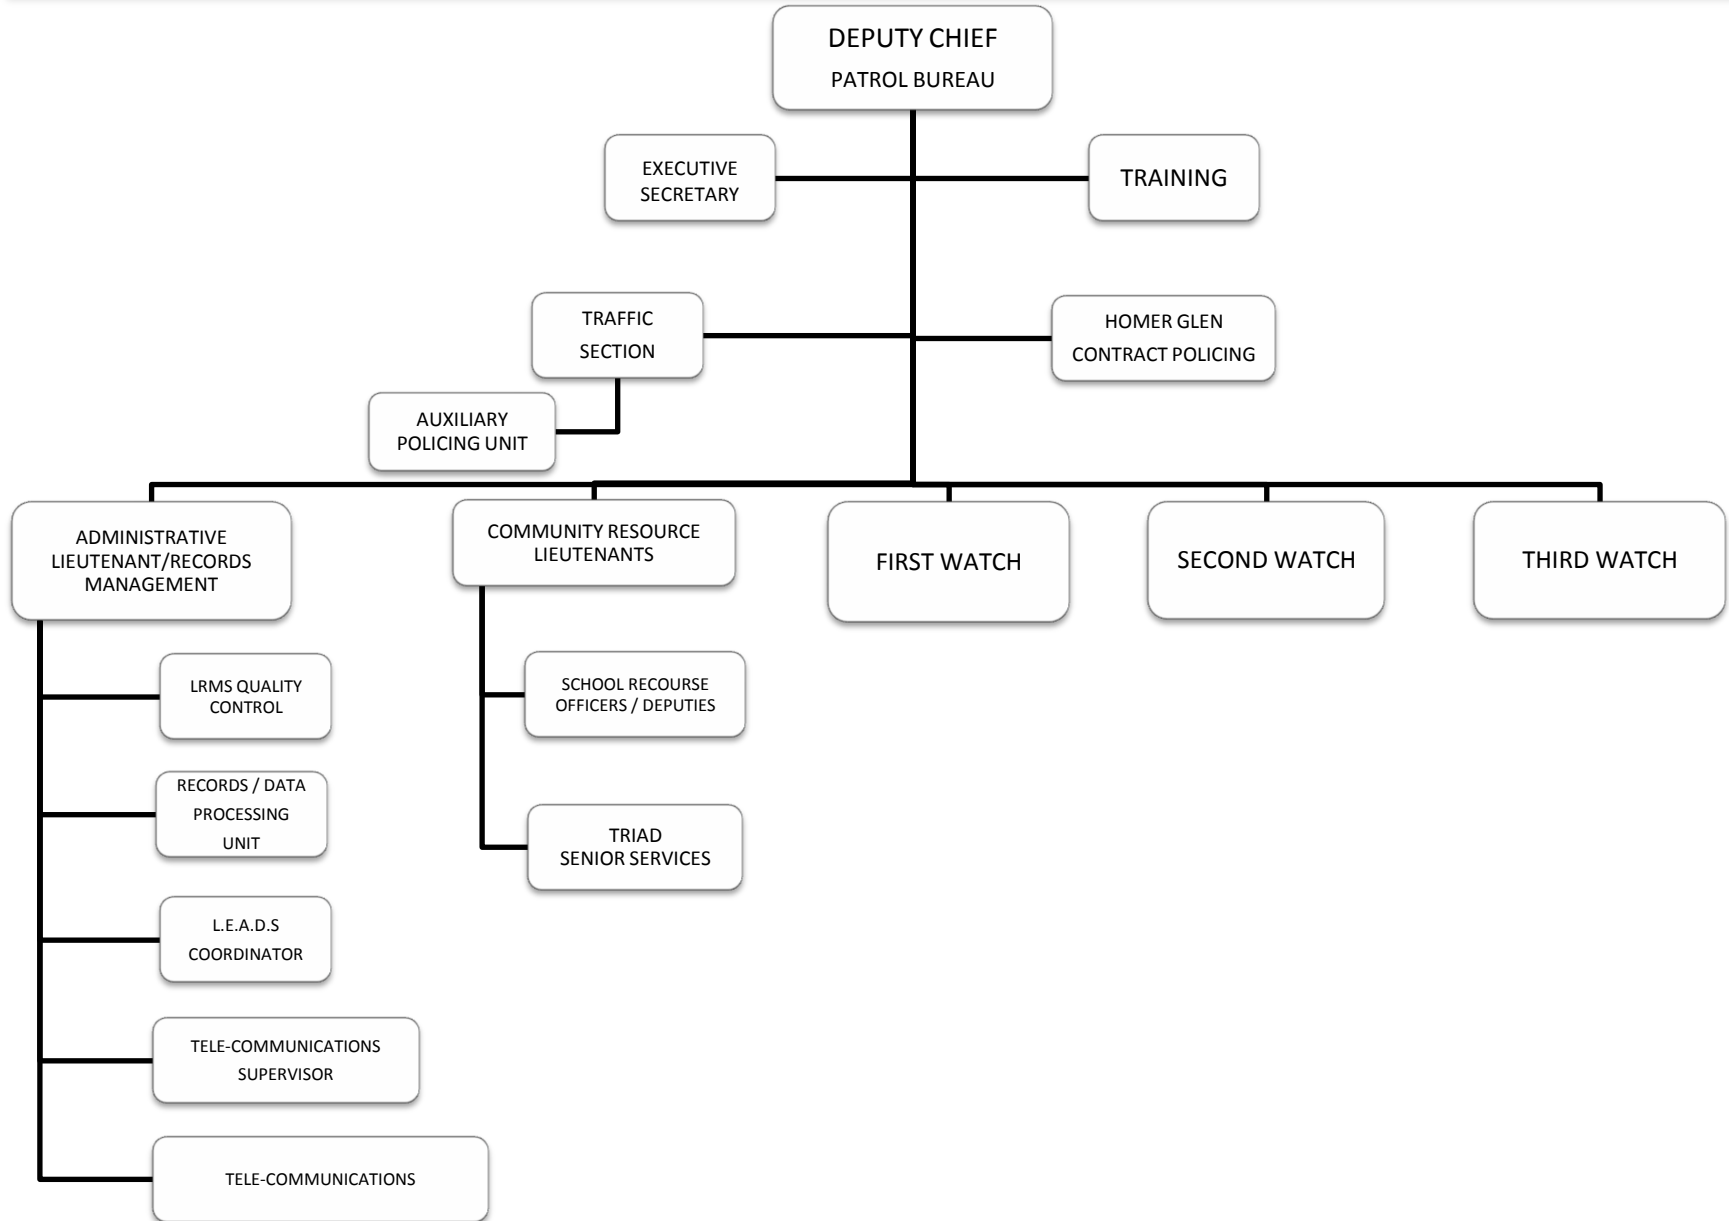 DEPUTY CHIEF
PATROL BUREAU
EXECUTIVE
SECRETARY
TRAINING
TRAFFIC
SECTION
HOMER GLEN
CONTRACT POLICING
AUXILIARY
POLICING UNIT
ADMINISTRATIVE
LIEUTENANT/RECORDS
MANAGEMENT
COMMUNITY RESOURCE
LIEUTENANTS
FIRST WATCH
SECOND WATCH
THIRD WATCH
LRMS QUALITY
CONTROL
RECORDS / DATA
PROCESSING
UNIT
L.E.A.D.S
COORDINATOR
TELE-COMMUNICATIONS
SUPERVISOR
TELE-COMMUNICATIONS
SCHOOL RECOURSE
OFFICERS / DEPUTIES
TRIAD
SENIOR SERVICES